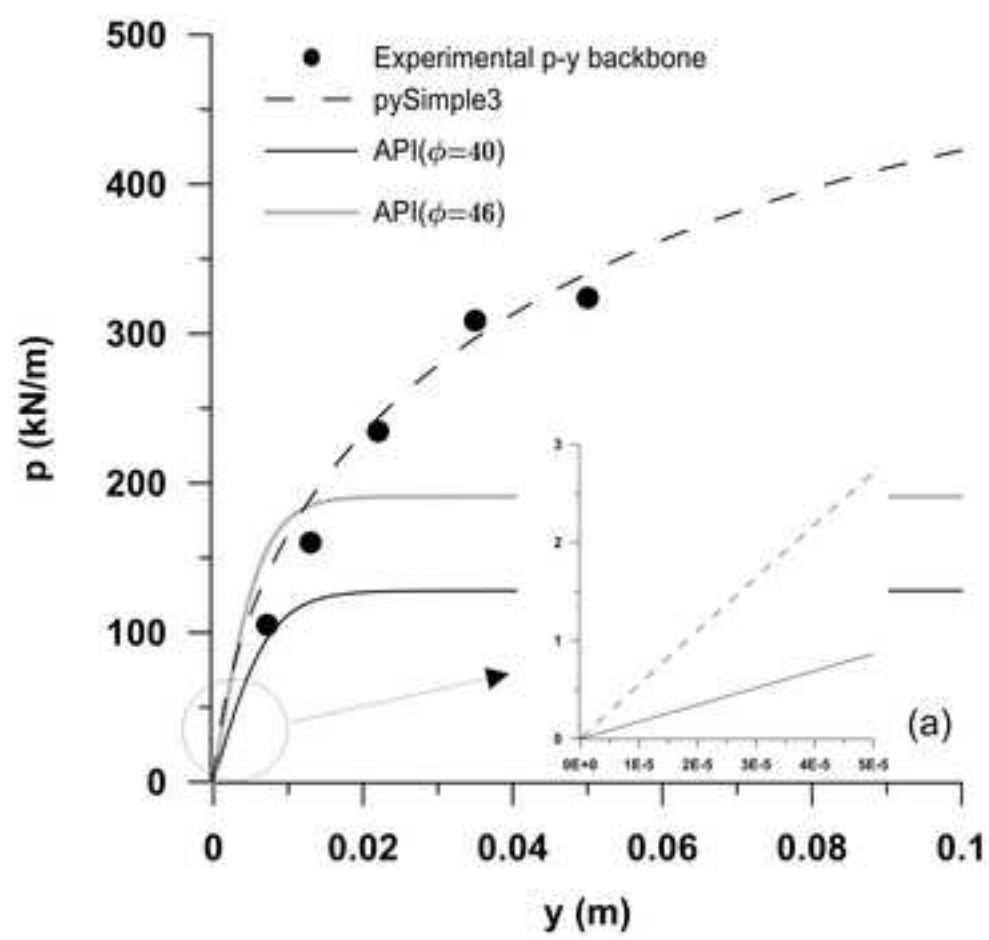 500
400
300
200
100
0
p (kN/m)
Experimental p-y backbone
pySimple3
API(ϕ=40)
API(ϕ=46)
3
2
1
0
0E+0 1E-5 2E-5 3E-5 4E-5 5E-5
(a)
0 0.02 0.04 0.06 0.08 0.1
y (m)